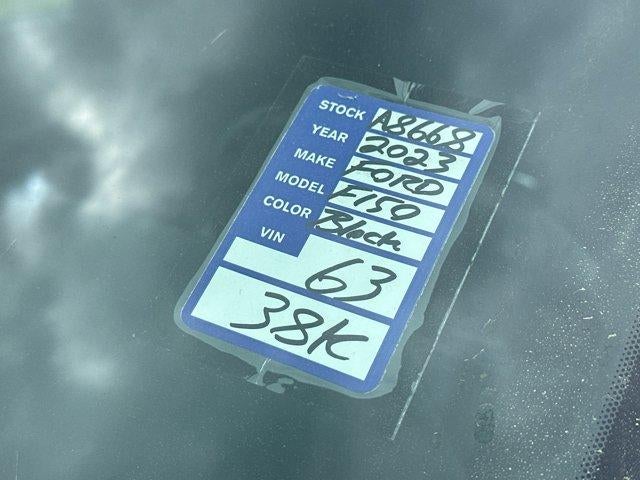 STOCK A8668
YEAR 2023
MAKE FORD
MODEL F150
COLOR Black
VIN
63
38K